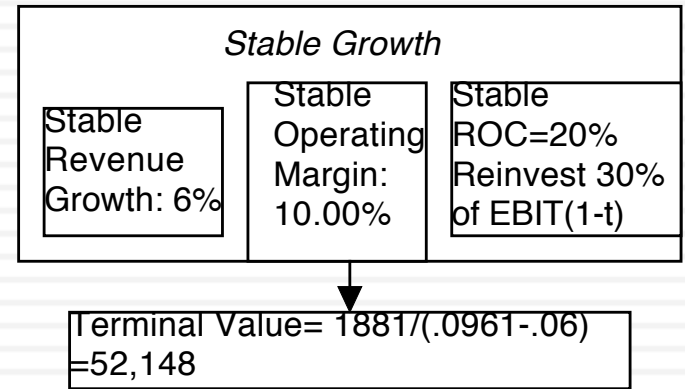 Stable Growth
Stable
Revenue
Growth: 6%
Stable
Operating
Margin:
10.00%
Stable
ROC=20%
Reinvest 30%
of EBIT(1-t)
Terminal Value= 1881/(.0961-.06)
=52,148